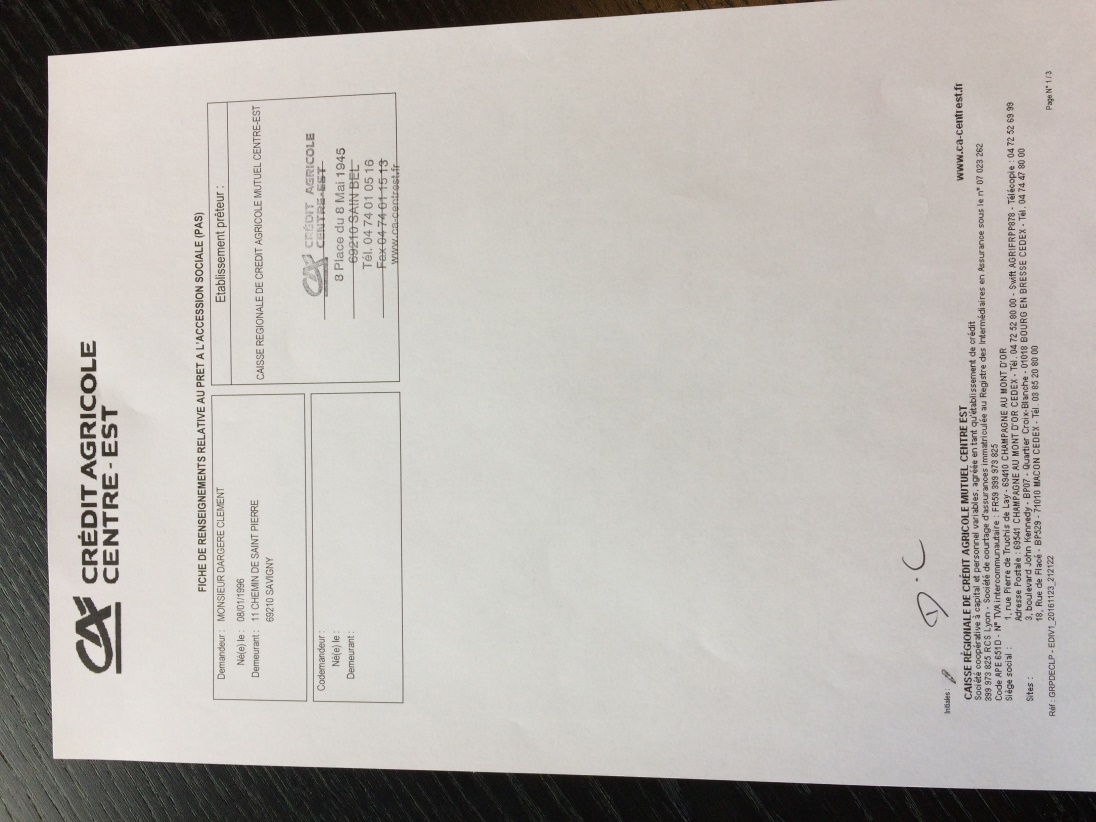 CA CRÉDIT AGRICOLE
CENTRE - EST
FICHE DE RENSEIGNEMENTS RELATIVE AU PRET A L'ACCESSION SOCIALE (PAS)
Demandeur : MONSIEUR DARGERE CLEMENT
Né(e) le : 08/01/1996
Demeurant : 11 CHEMIN DE SAINT PIERRE
69210 SAVIGNY
Codemandeur :
Né(e) le :
Demeurant :
Etablissement prêteur :
CAISSE REGIONALE DE CREDIT AGRICOLE MUTUEL CENTRE-EST
CA CRÉDIT AGRICOLE
CENTRE-EST
8 Place du 8 Mai 1945
69210 SAIN BEL
Tél. 04 74 01 05 16
Fax 04 74 01 15 13
www.ca-centrest.fr
Initiales :
D.C
CAISSE RÉGIONALE DE CRÉDIT AGRICOLE MUTUEL CENTRE EST www.ca-centrest.fr
Société coopérative à capital et personnel variables, agréée en tant qu'établissement de crédit
399 973 825 RCS Lyon - Société de courtage d'assurances immatriculée au Registre des Intermédiaires en Assurance sous le n° 07 023 262
Code APE 651D - N° TVA intercommunautaire : FR59 399 973 825
Siège social : 1, rue Pierre de Truchis de Lay - 69410 CHAMPAGNE AU MONT D'OR
Adresse Postale : 69541 CHAMPAGNE AU MONT D'OR CEDEX - Tél. 04 72 52 80 00 - Swift AGRIFRPP878 - Télécopie : 04 72 52 69 99
Sites : 3, boulevard John Kennedy - BP07 - Quartier Croix-Blanche - 01018 BOURG EN BRESSE CEDEX - Tél. 04 74 47 80 00
18, Rue de Flacé - BP529 - 71010 MACON CEDEX - Tél. 03 85 20 80 00
Réf : GRPDECLP - EDIV1_20161123_212122 Page N° 1 / 3